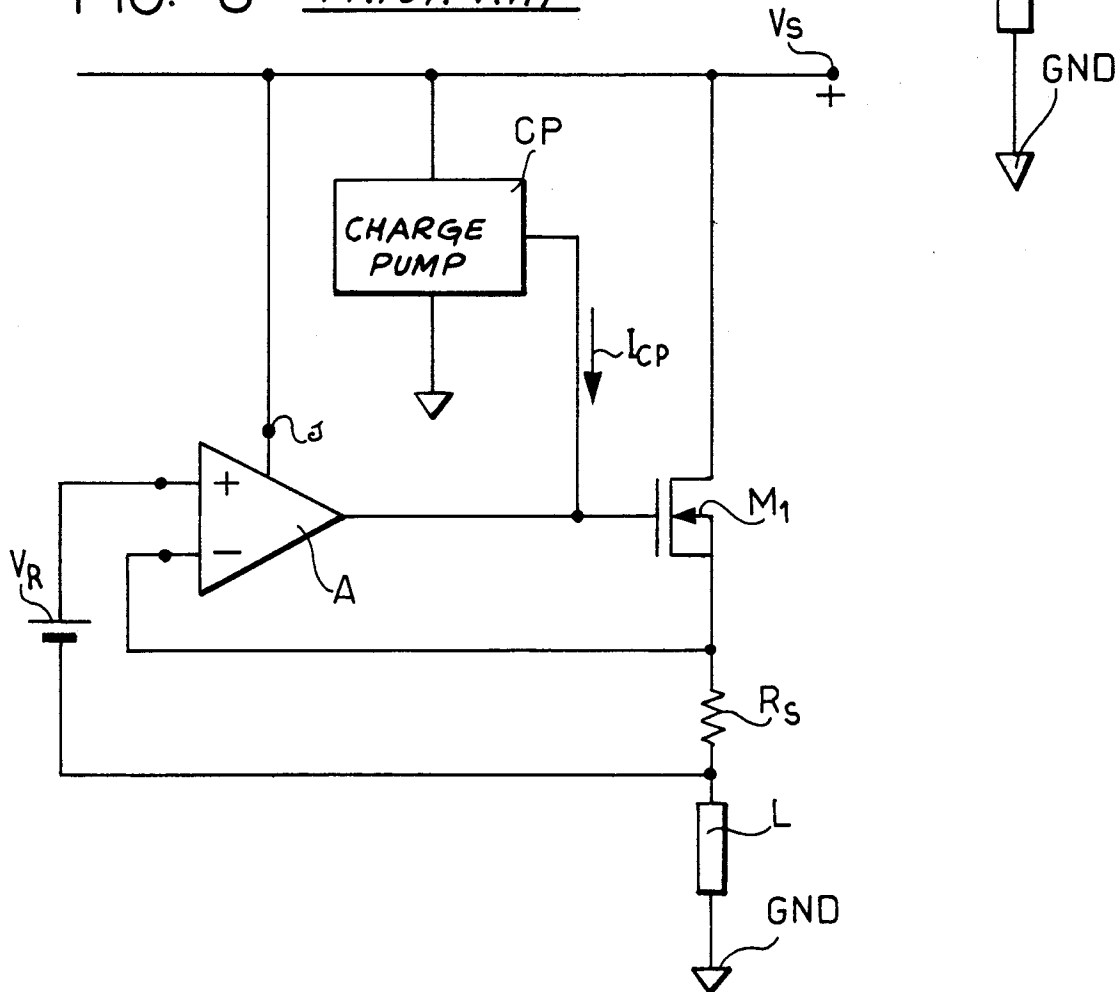 Vs
+
GND
CP
CHARGE
PUMP
ICP
+
M1
−
A
VR
RS
L
GND